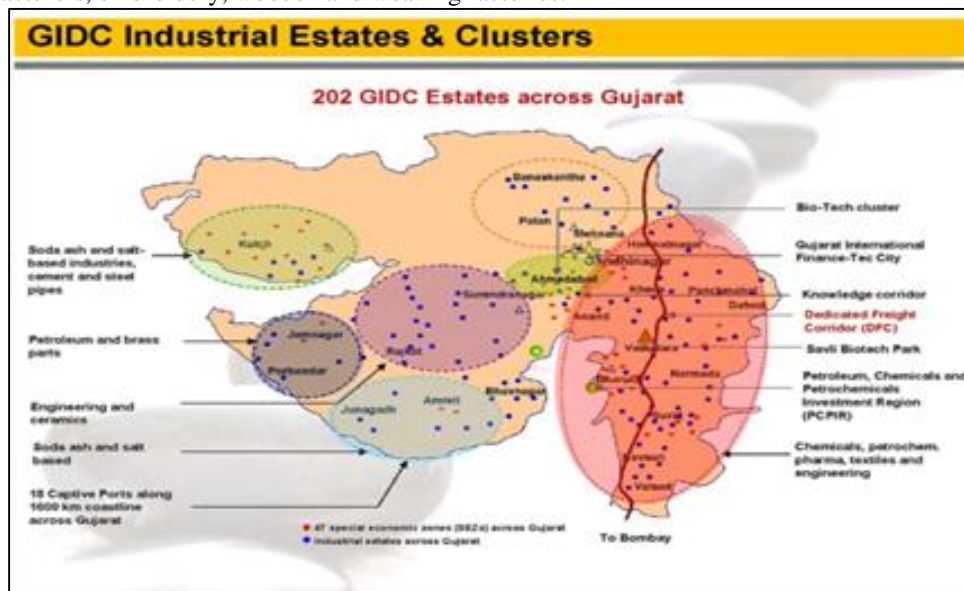 GIDC Industrial Estates & Clusters
202 GIDC Estates across Gujarat
Banaskantha
Patan
Mehsana
Gandhinagar
Kutch
Ahmedabad
Surendranagar
Kheda
Panchmahal
Dahod
Anand
Jamnagar
Rajkot
Vadodara
Porbandar
Bharuch
Narmada
Bhavnagar
Junagadh
Amreli
Surat
Navsari
Valsad
Soda ash and salt-
based industries,
cement and steel
pipes
Petroleum and brass
parts
Engineering and
ceramics
Soda ash and salt
based
18 Captive Ports along
1600 km coastline
across Gujarat
Bio-Tech cluster
Gujarat International
Finance-Tec City
Knowledge corridor
Dedicated Freight
Corridor (DFC)
Savli Biotech Park
Petroleum, Chemicals and
Petrochemicals
Investment Region
(PCPIR)
Chemicals, petrochem.
pharma, textiles and
engineering
47 special economic zones (SEZs) across Gujarat
Industrial estates across Gujarat
To Bombay